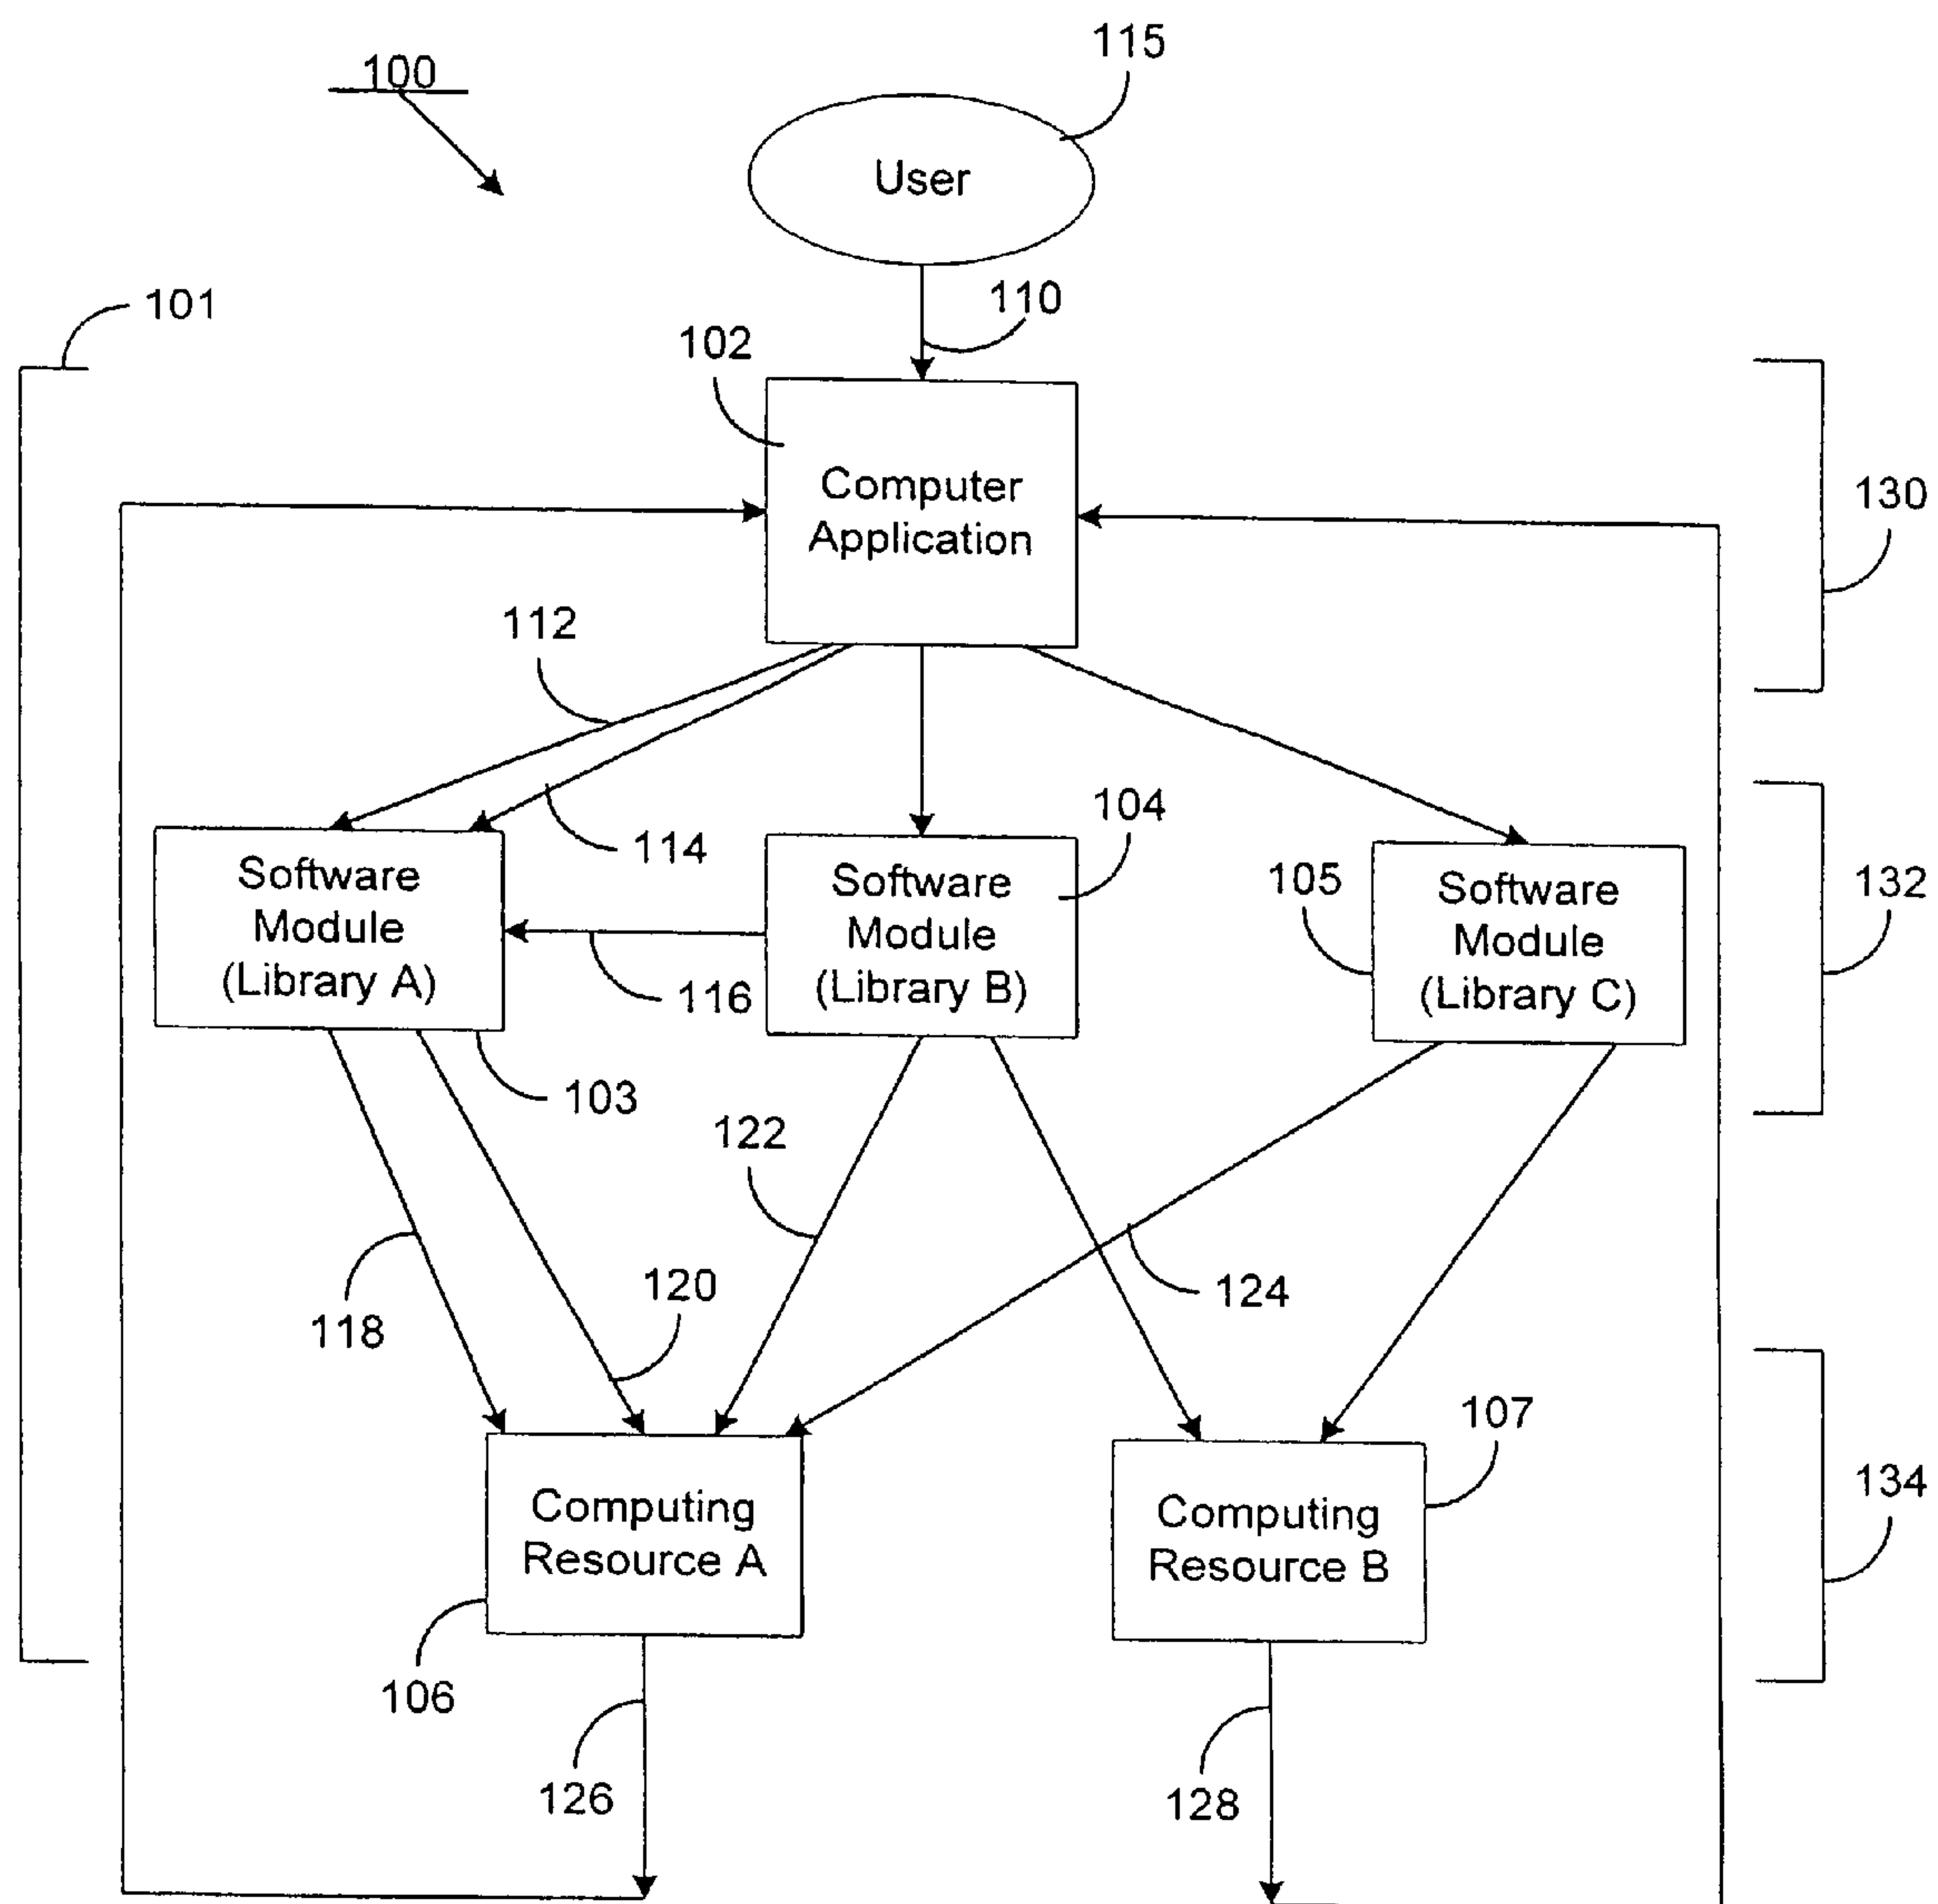 115
100
User
101
110
102
Computer
Application
130
112
114
104
Software
Module
(Library A)
Software
Module
(Library B)
105
Software
Module
(Library C)
132
116
103
122
118
120
124
107
Computing
Resource A
Computing
Resource B
134
106
126
128